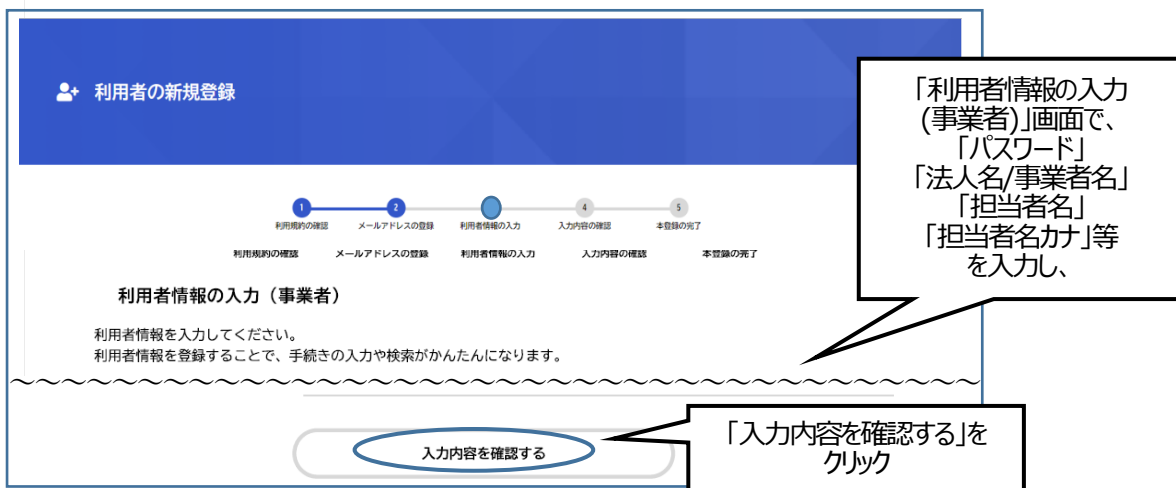 利用者の新規登録
「利用者情報の入力
(事業者)」画面で、
「パスワード」
「法人名/事業者名」
「担当者名」
「担当者名カナ」等
を入力し、
1 2 4 5
利用規約の確認 メールアドレスの登録 利用者情報の入力 入力内容の確認 本登録の完了
利用規約の確認 メールアドレスの登録 利用者情報の入力 入力内容の確認 本登録の完了
利用者情報の入力（事業者）
利用者情報を入力してください。
利用者情報を登録することで、手続きの入力や検索がかんたんになります。
入力内容を確認する
「入力内容を確認する」を
クリック